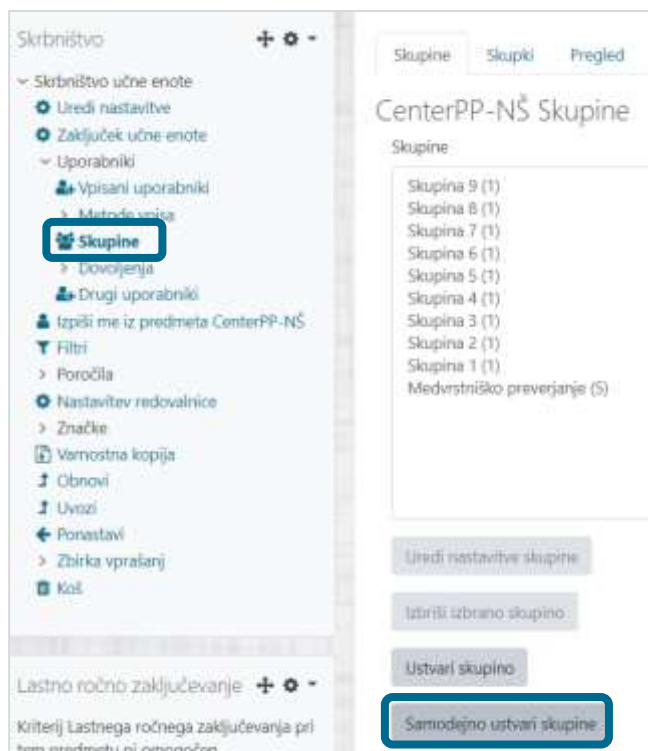 Skrbništvo
Skrbništvo učne enote
Uredi nastavitve
Zaključek učne enote
Uporabniki
Vpisani uporabniki
Metode vpisa
Skupine
Dovoljenja
Drugi uporabniki
Izpiši me iz predmeta CenterPP-NŠ
Filtri
Poročila
Nastavitev redovalnice
Značke
Varnostna kopija
Obnovi
Uvozi
Ponastavi
Zbirka vprašanj
Koš
Lastno ročno zaključevanje
Kriterij Lastnega ročnega zaključevanja pri
tem predmetu ni omogočen
Skupine Skupki Pregled
CenterPP-NŠ Skupine
Skupine
Skupina 9 (1)
Skupina 8 (1)
Skupina 7 (1)
Skupina 6 (1)
Skupina 5 (1)
Skupina 4 (1)
Skupina 3 (1)
Skupina 2 (1)
Skupina 1 (1)
Medvrstniško preverjanje (5)
Uredi nastavitve skupine
Izbriši izbrano skupino
Ustvari skupino
Samodejno ustvari skupine